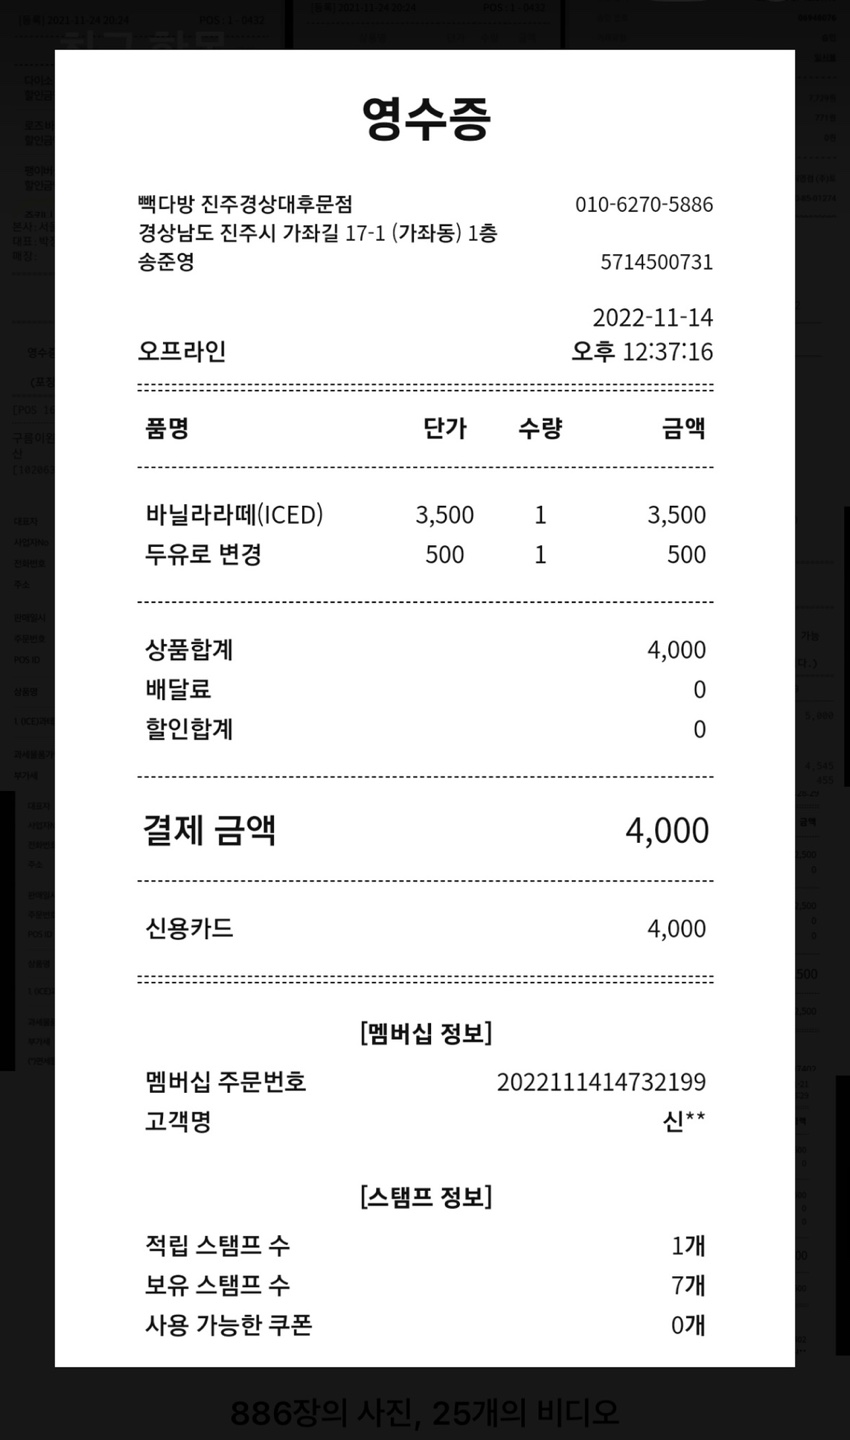 영수증
빽다방 진주경상대후문점 010-6270-5886
경상남도 진주시 가좌길 17-1 (가좌동) 1층
송준영 5714500731
2022-11-14
오프라인 오후 12:37:16
품명 단가 수량 금액
바닐라라떼(ICED) 3,500 1 3,500
두유로 변경 500 1 500
상품합계 4,000
배달료 0
할인합계 0
결제 금액 4,000
신용카드 4,000
[멤버십 정보]
멤버십 주문번호 2022111414732199
고객명 신**
[스탬프 정보]
적립 스탬프 수 1개
보유 스탬프 수 7개
사용 가능한 쿠폰 0개
886장의 사진, 25개의 비디오